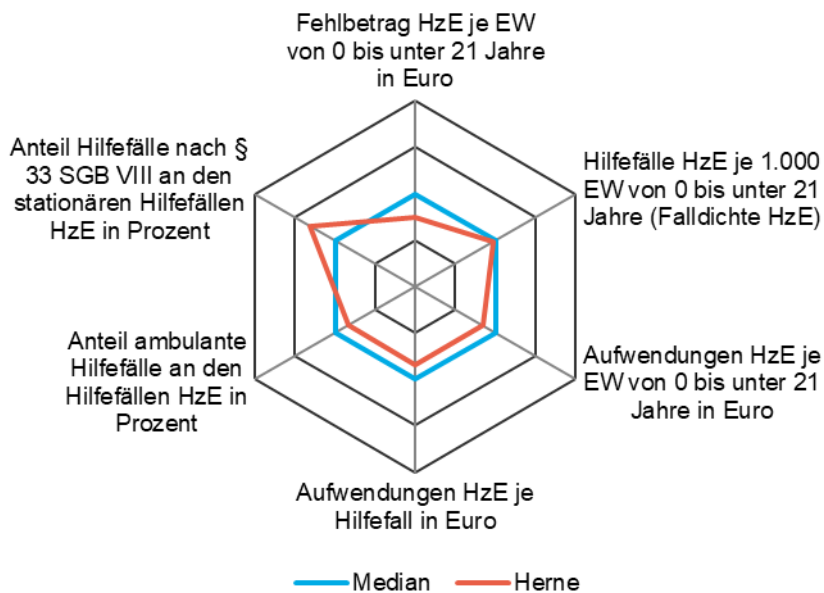 Fehlbetrag HzE je EW
von 0 bis unter 21 Jahre
in Euro
Hilfefälle HzE je 1.000
EW von 0 bis unter 21
Jahre (Falldichte HzE)
Aufwendungen HzE je
EW von 0 bis unter 21
Jahre in Euro
Aufwendungen HzE je
Hilfefall in Euro
Anteil ambulante
Hilfefälle an den
Hilfefällen HzE in
Prozent
Anteil Hilfefälle nach §
33 SGB VIII an den
stationären Hilfefällen
HzE in Prozent
Median Herne